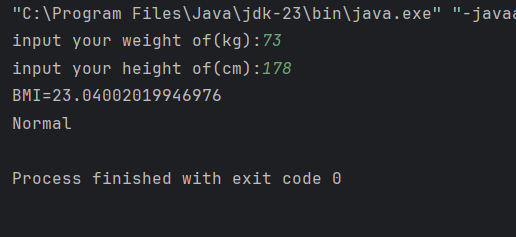 "C:\Program Files\Java\jdk-23\bin\java.exe" "-java
input your weight of(kg):73
input your height of(cm):178
BMI=23.04002019946976
Normal
Process finished with exit code 0